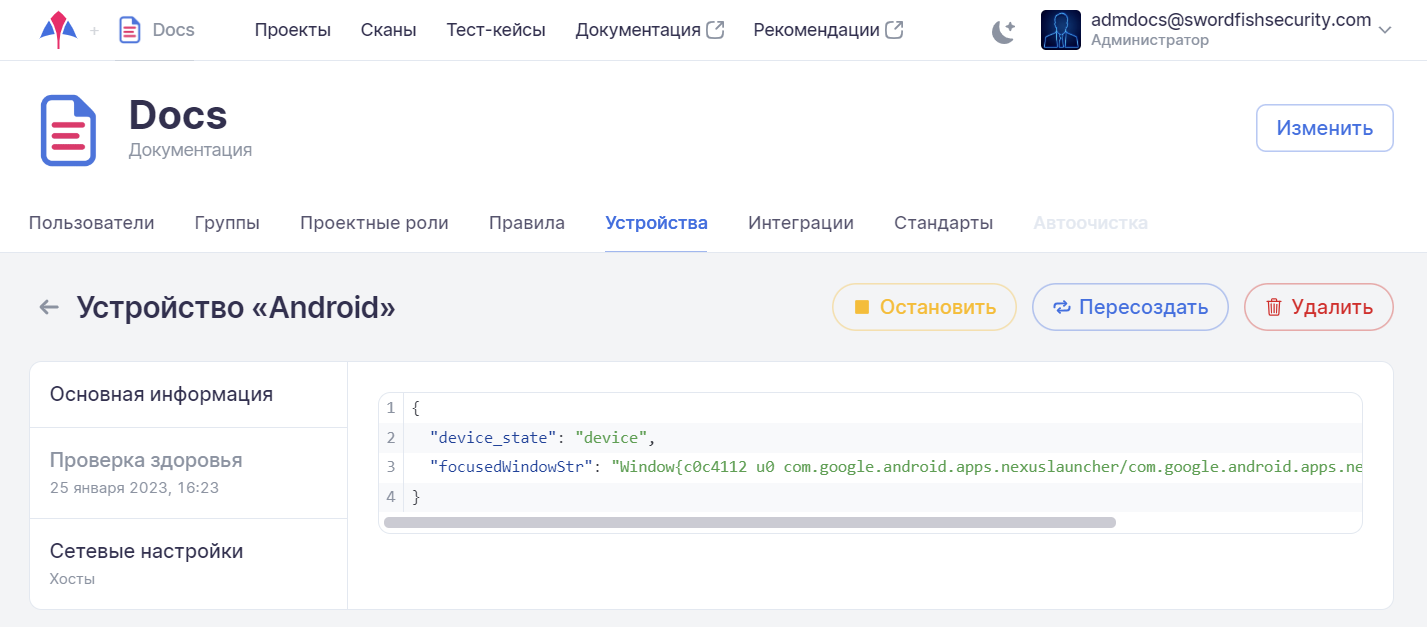 Docs Проекты Сканы Тест-кейсы Документация Рекомендации admdocs@swordfishsecurity.com
Администратор
Docs
Документация
Изменить
Пользователи Группы Проектные роли Правила Устройства Интеграции Стандарты Автоочистка
Устройство «Android» Остановить Пересоздать Удалить
Основная информация
Проверка здоровья
25 января 2023, 16:23
Сетевые настройки
Хосты
1 {
2 "device_state": "device",
3 "focusedWindowStr": "Window{c0c4112 u0 com.google.android.apps.nexuslauncher/com.google.android.apps.ne
4 }